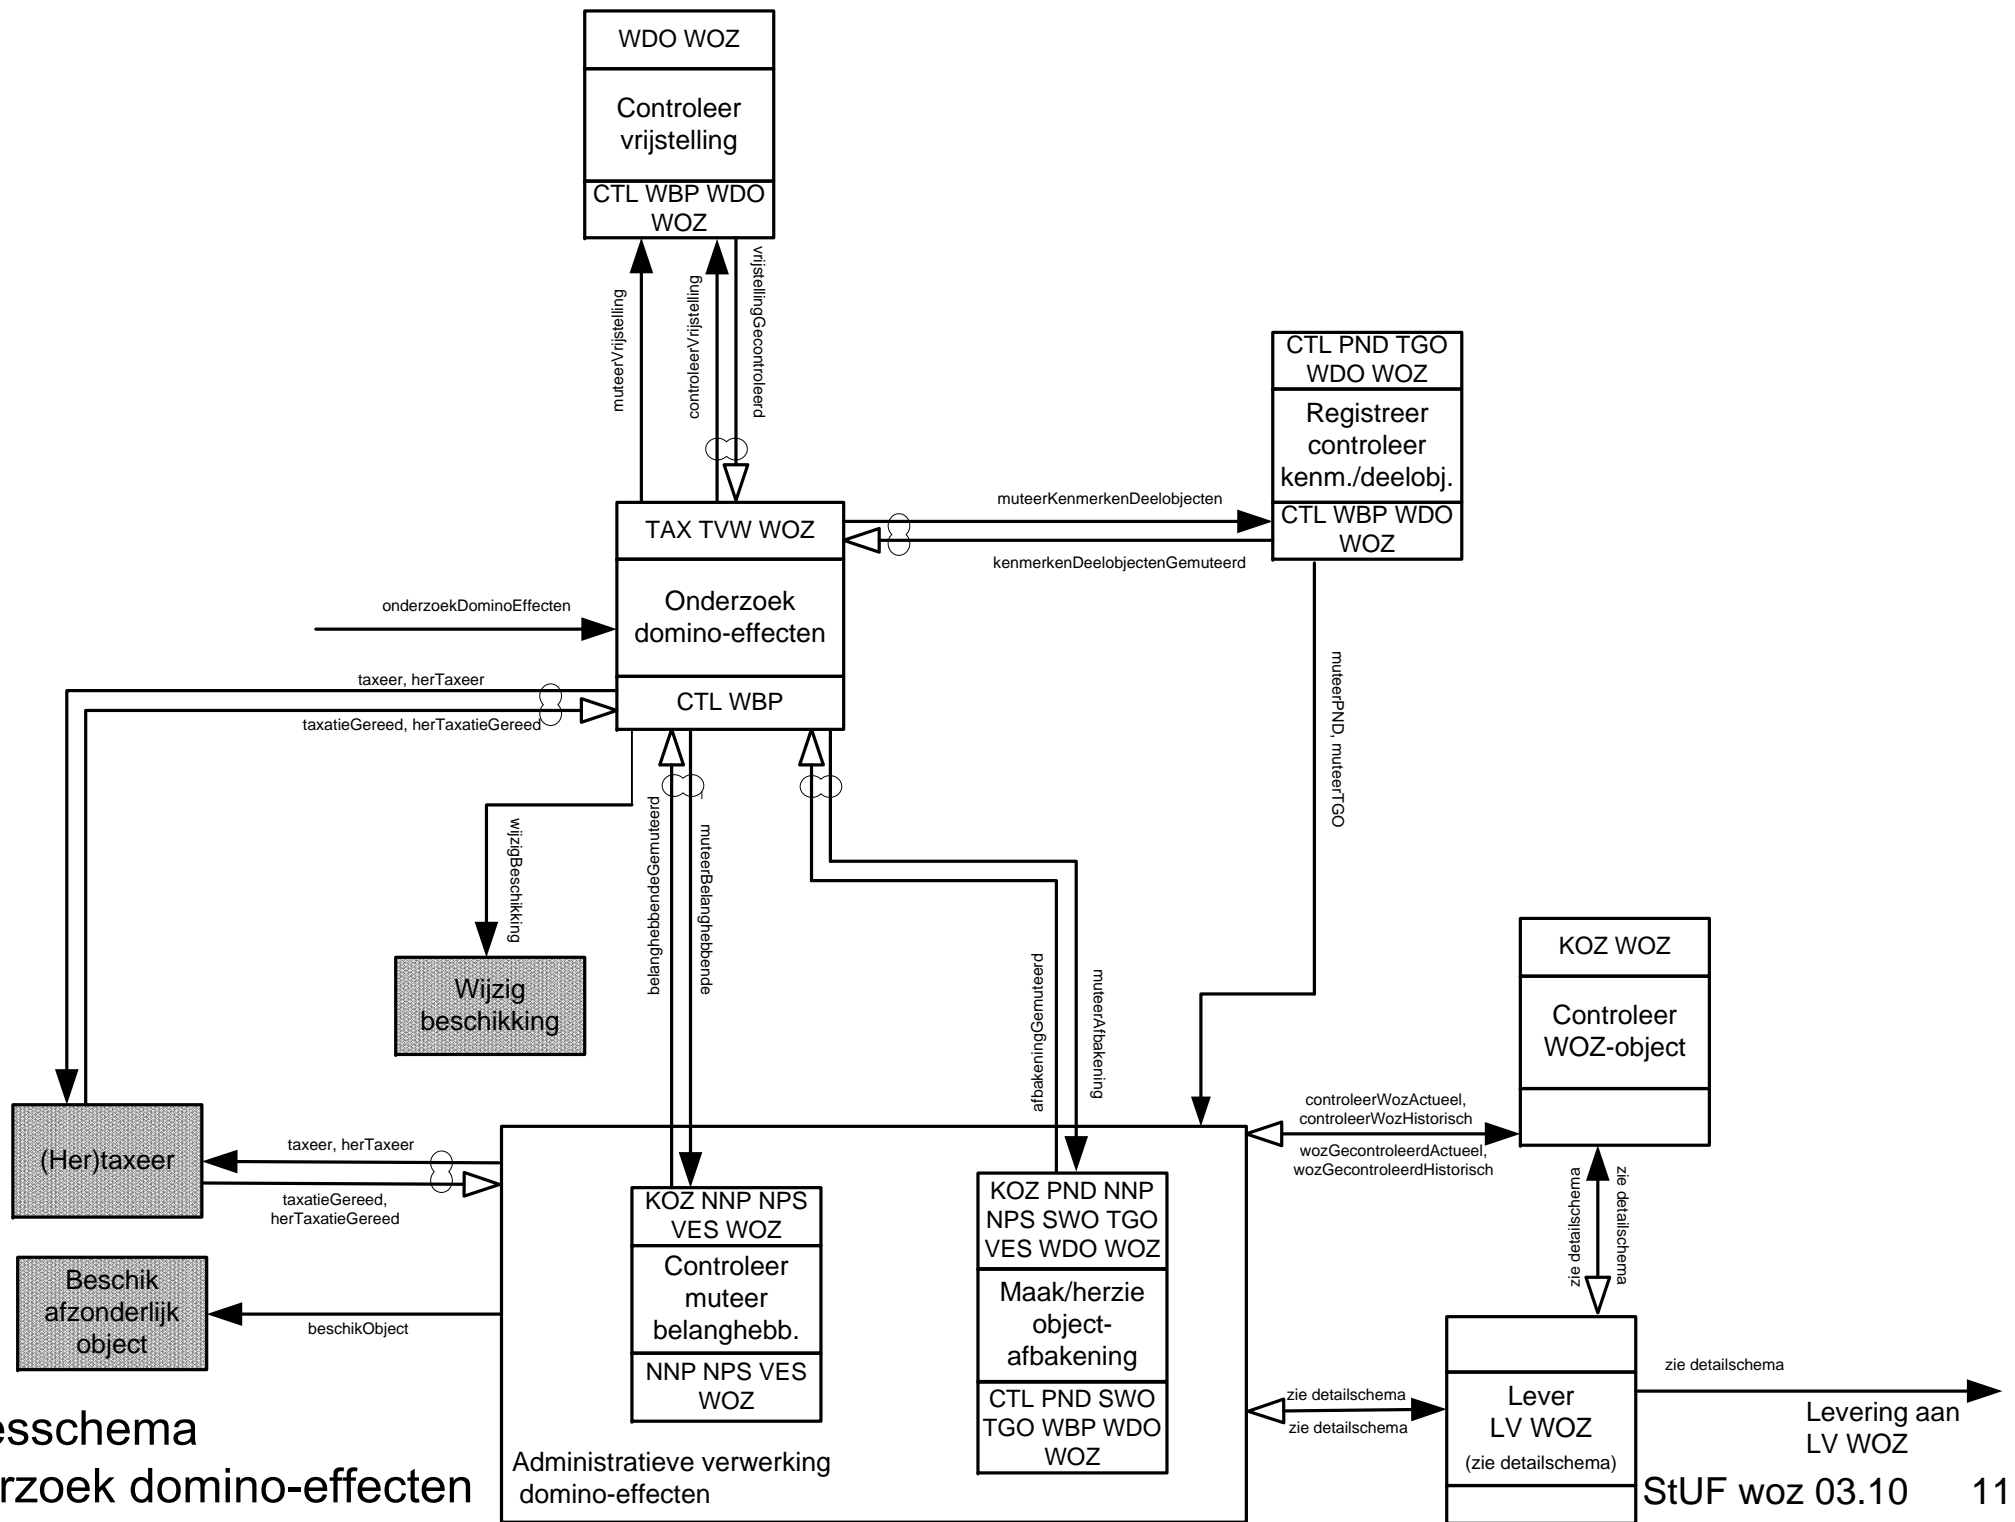 WDO WOZ
Controleer
vrijstelling
CTL WBP WDO
WOZ
muteerVrijstelling
controleerVrijstelling
vrijstellingGecontroleerd
CTL PND TGO
WDO WOZ
Registreer
controleer
kenm./deelobj.
CTL WBP WDO
WOZ
muteerKenmerkenDeelobjecten
kenmerkenDeelobjectenGemuteerd
TAX TVW WOZ
Onderzoek
domino-effecten
CTL WBP
onderzoekDominoEffecten
taxeer, herTaxeer
taxatieGereed, herTaxatieGereed
muteerPND, muteerTGO
wijzigBeschikking
belanghebbendeGemuteerd
muteerBelanghebbende
afbakeningGemuteerd
muteerAfbakening
Wijzig
beschikking
KOZ WOZ
Controleer
WOZ-object
controleerWozActueel,
controleerWozHistorisch
wozGecontroleerdActueel,
wozGecontroleerdHistorisch
(Her)taxeer
taxeer, herTaxeer
taxatieGereed,
herTaxatieGereed
KOZ NNP NPS
VES WOZ
Controleer
muteer
belanghebb.
NNP NPS VES
WOZ
KOZ PND NNP
NPS SWO TGO
VES WDO WOZ
Maak/herzie
object-
afbakening
CTL PND SWO
TGO WBP WDO
WOZ
zie detailschema
zie detailschema
Beschik
afzonderlijk
object
beschikObject
zie detailschema
zie detailschema
Lever
LV WOZ
(zie detailschema)
zie detailschema
Levering aan
LV WOZ
Administratieve verwerking
domino-effecten
esschema
rzoek domino-effecten
StUF woz 03.10 11